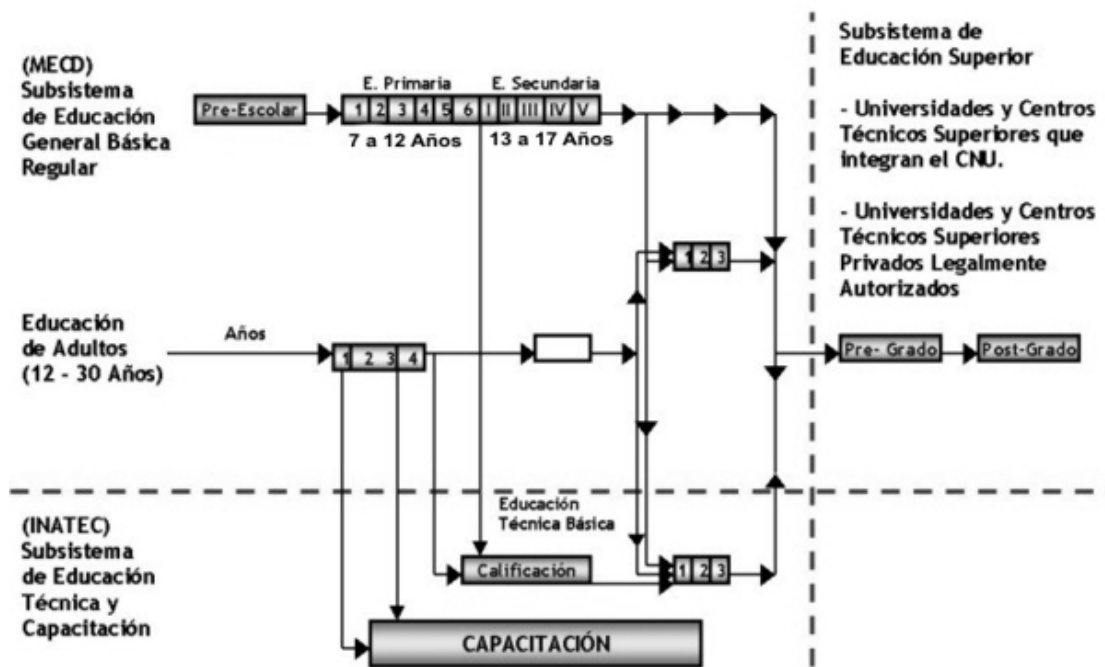 (MECD)
Subsistema
de Educación
General Básica
Regular
Pre-Escolar
E. Primaria
E. Secundaria
1 2 3 4 5 6 I II III IV V
7 a 12 Años
13 a 17 Años
Subsistema de
Educación Superior
- Universidades y Centros
Técnicos Superiores que
integran el CNU.
- Universidades y Centros
Técnicos Superiores
Privados Legalmente
Autorizados
1 2 3
Educación
de Adultos
(12 - 30 Años)
Años
1 2 3 4
Pre- Grado
Post-Grado
(INATEC)
Subsistema
de Educación
Técnica y
Capacitación
Educación
Técnica Básica
Calificación
1 2 3
CAPACITACIÓN